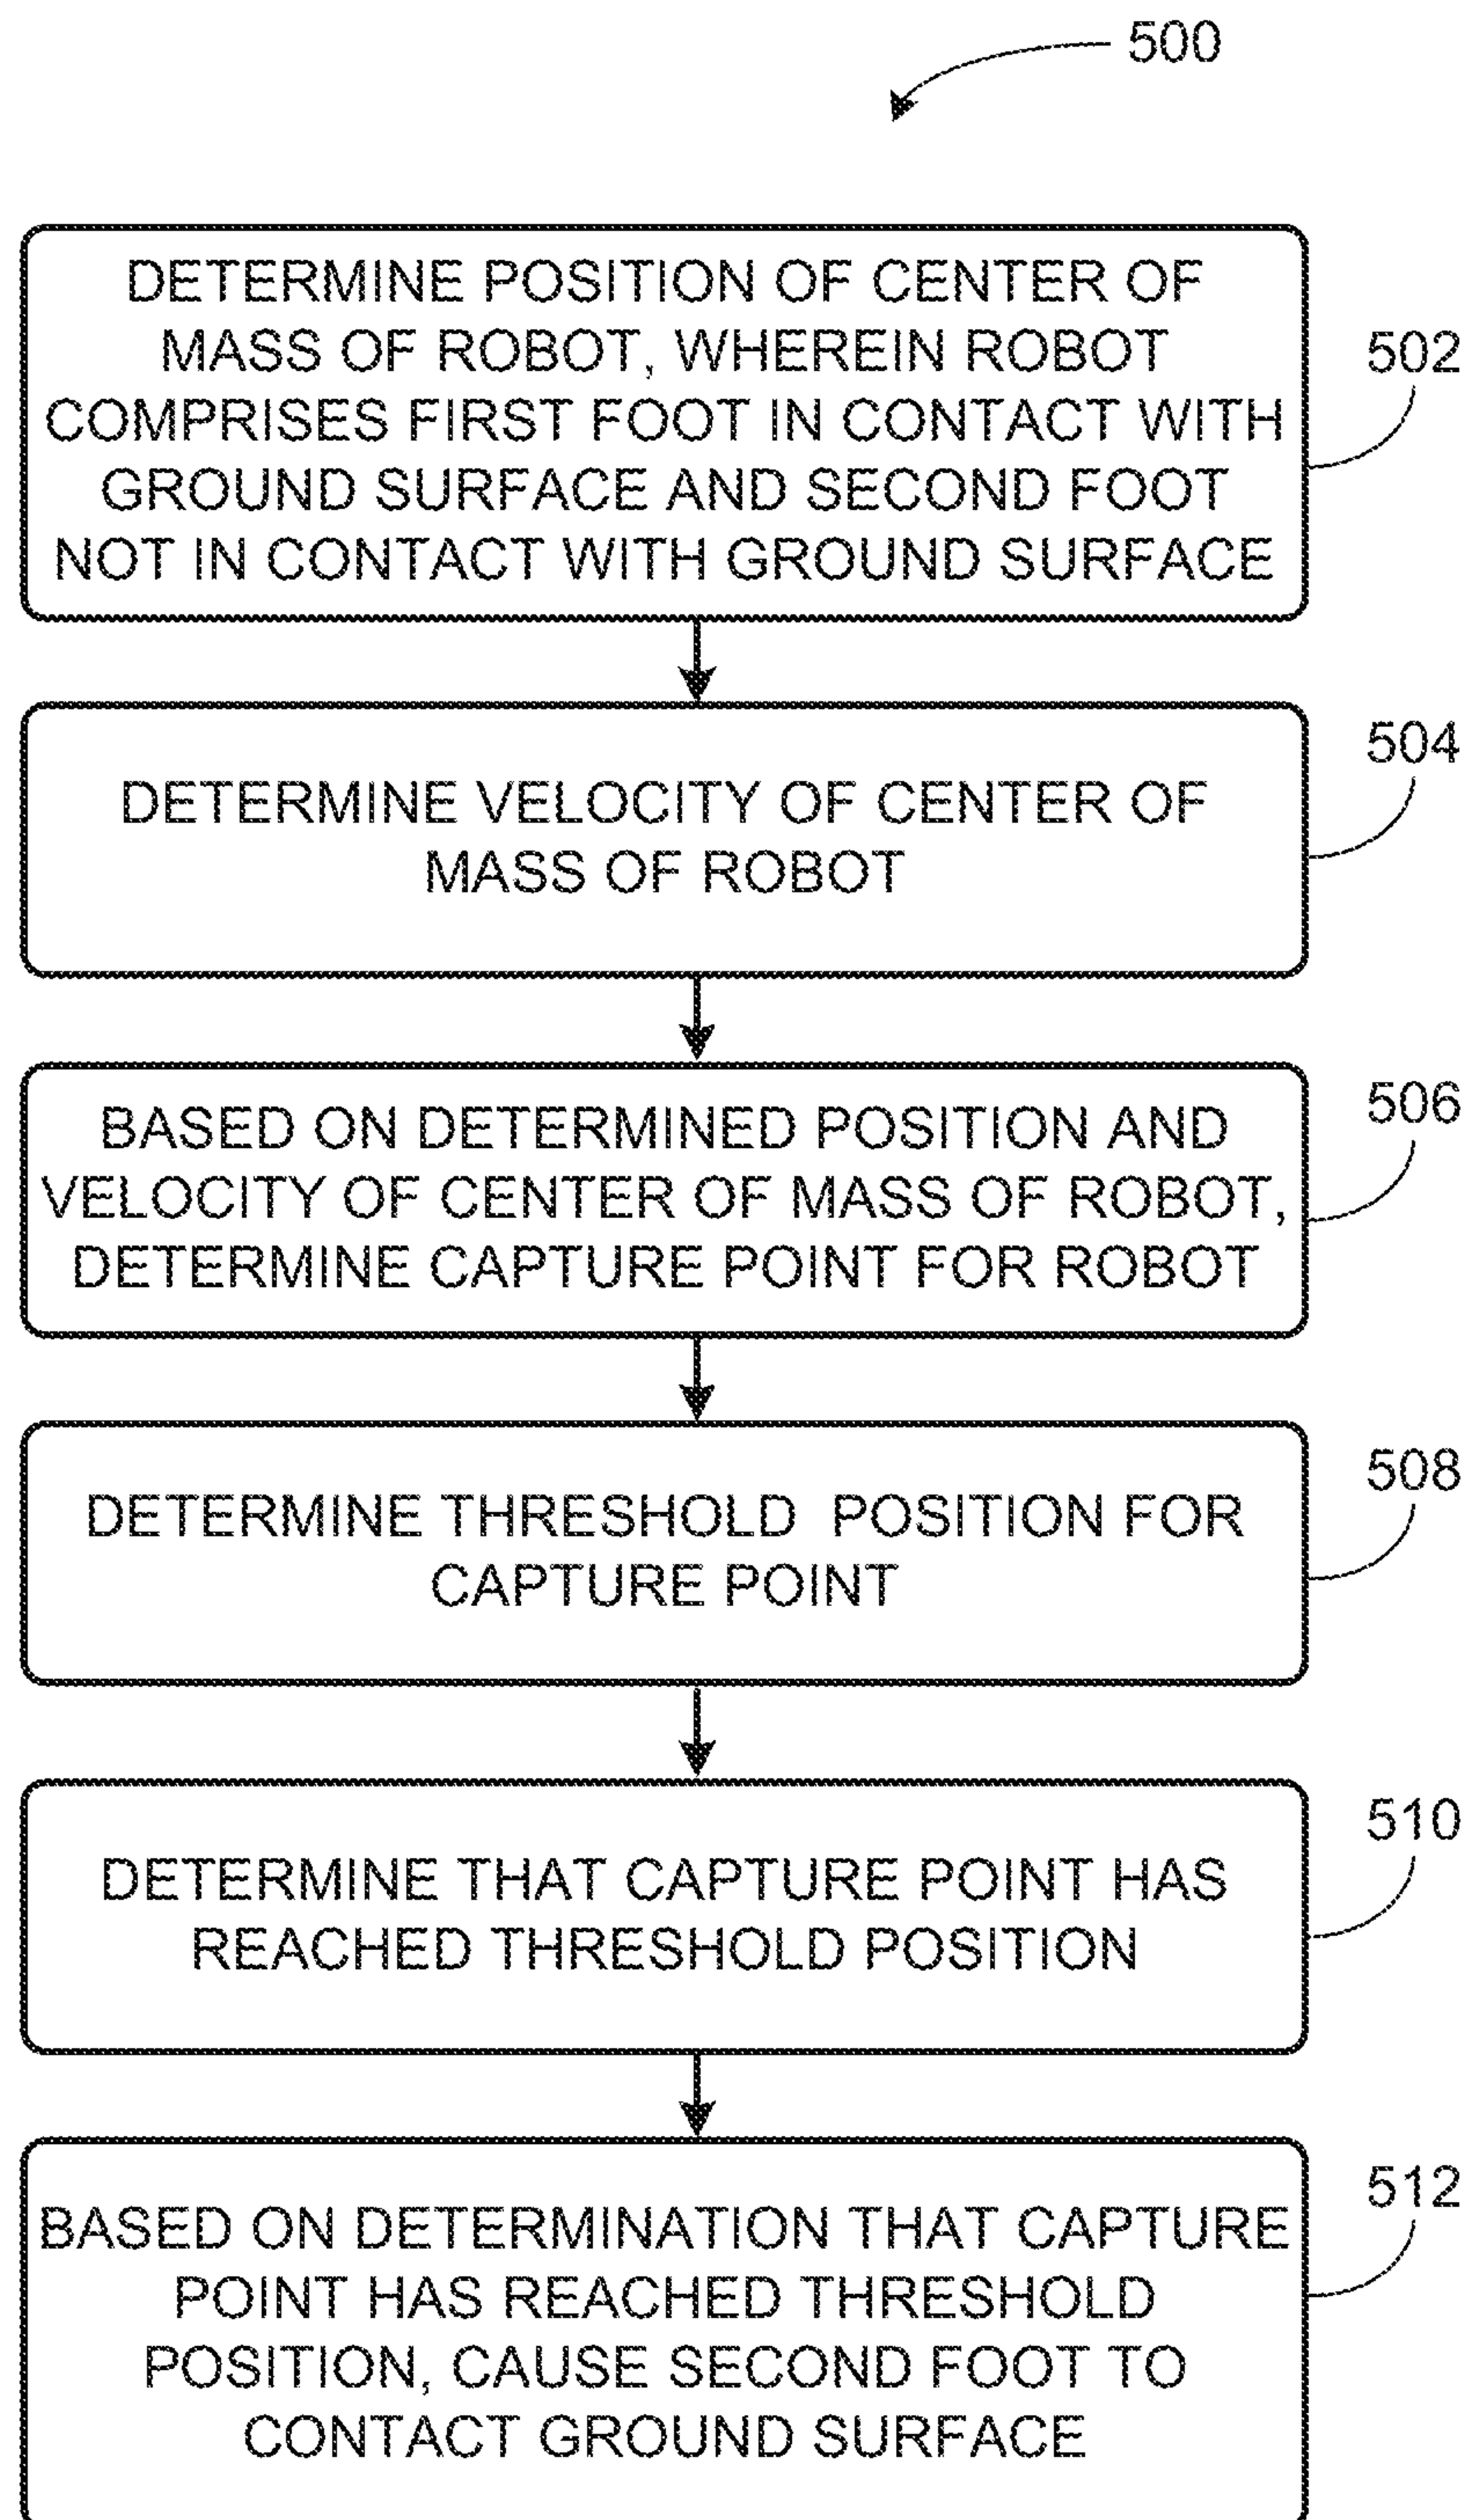 500
DETERMINE POSITION OF CENTER OF
MASS OF ROBOT, WHEREIN ROBOT
COMPRISES FIRST FOOT IN CONTACT WITH
GROUND SURFACE AND SECOND FOOT
NOT IN CONTACT WITH GROUND SURFACE
502
DETERMINE VELOCITY OF CENTER OF
MASS OF ROBOT
504
BASED ON DETERMINED POSITION AND
VELOCITY OF CENTER OF MASS OF ROBOT,
DETERMINE CAPTURE POINT FOR ROBOT
506
DETERMINE THRESHOLD POSITION FOR
CAPTURE POINT
508
DETERMINE THAT CAPTURE POINT HAS
REACHED THRESHOLD POSITION
510
BASED ON DETERMINATION THAT CAPTURE
POINT HAS REACHED THRESHOLD
POSITION, CAUSE SECOND FOOT TO
CONTACT GROUND SURFACE
512